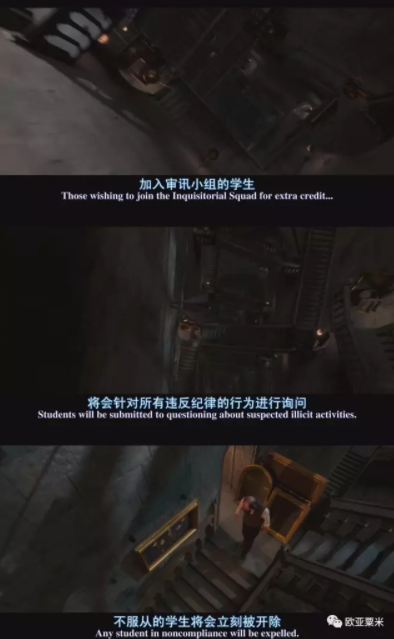 加入审讯小组的学生
Those wishing to join the Inquisitorial Squad for extra credit...
将会针对所有违反纪律的行为进行询问
Students will be submitted to questioning about suspected illicit activities.
不服从的学生将会立刻被开除
Any student in noncompliance will be expelled.
欧亚粟米